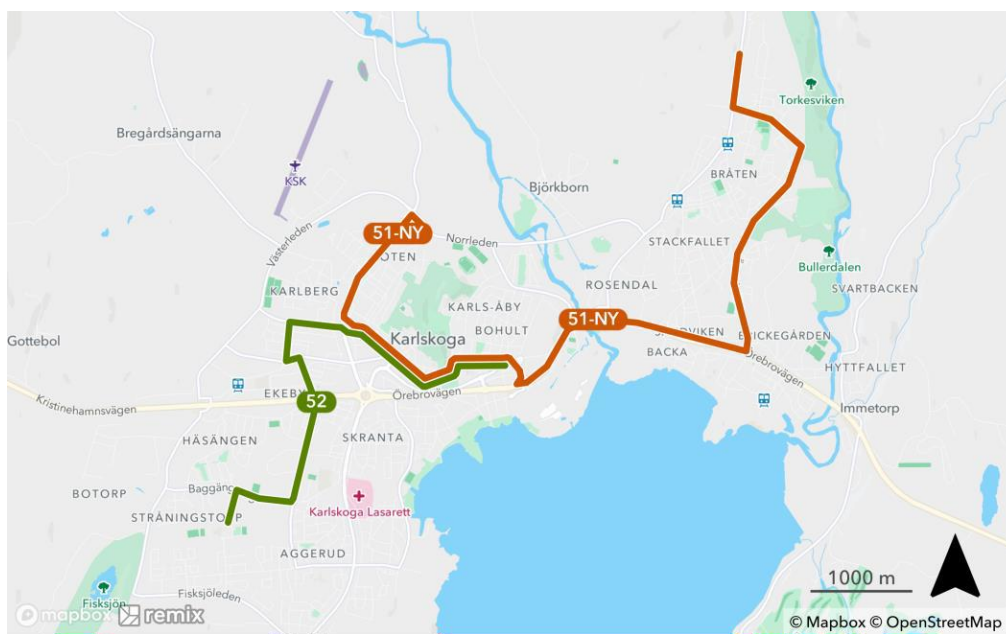 Torkesviken
Bregårdsängarna
BRÅTEN
KSK
Björkborn
51-NY
Norrleden
STACKFALLET
Västerleden
Bullerdalen
ROSENDAL
SVARTBACKEN
KARLBERG
KARLS-ÅBY
51-NY
Gottebol
Karlskoga
BOHULT
BACKA
HYTTFALLET
Örebrovägen
EKEBY
52
Örebrovägen
Kristinehamnsvägen
Immetorp
HÄSÄNGEN
SKRANTA
BOTORP
Karlskoga Lasarett
AGGERUD
1000 m
Fisksjön
Fisksjöleden
mapbox remix
© Mapbox © OpenStreetMap